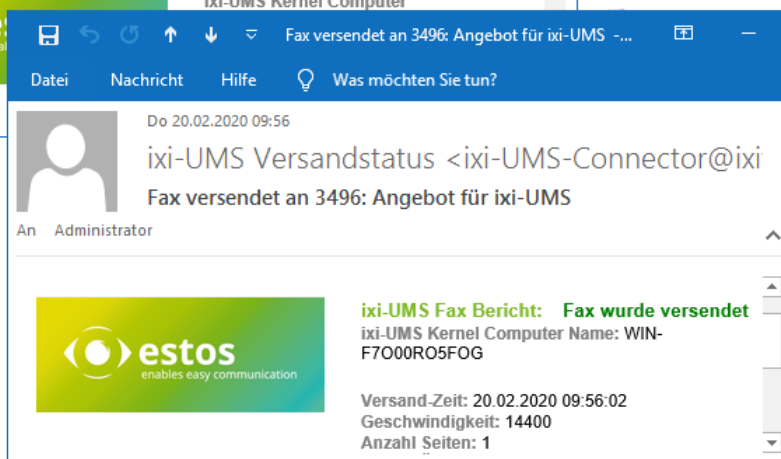 ixi-UMS Kernel Computer
Fax versendet an 3496: Angebot für ixi-UMS -...
Datei Nachricht Hilfe Was möchten Sie tun?
Do 20.02.2020 09:56
ixi-UMS Versandstatus <ixi-UMS-Connector@ixi
Fax versendet an 3496: Angebot für ixi-UMS
An Administrator
estos
enables easy communication
ixi-UMS Fax Bericht: Fax wurde versendet
ixi-UMS Kernel Computer Name: WIN-
F7O00RO5FOG
Versand-Zeit: 20.02.2020 09:56:02
Geschwindigkeit: 14400
Anzahl Seiten: 1